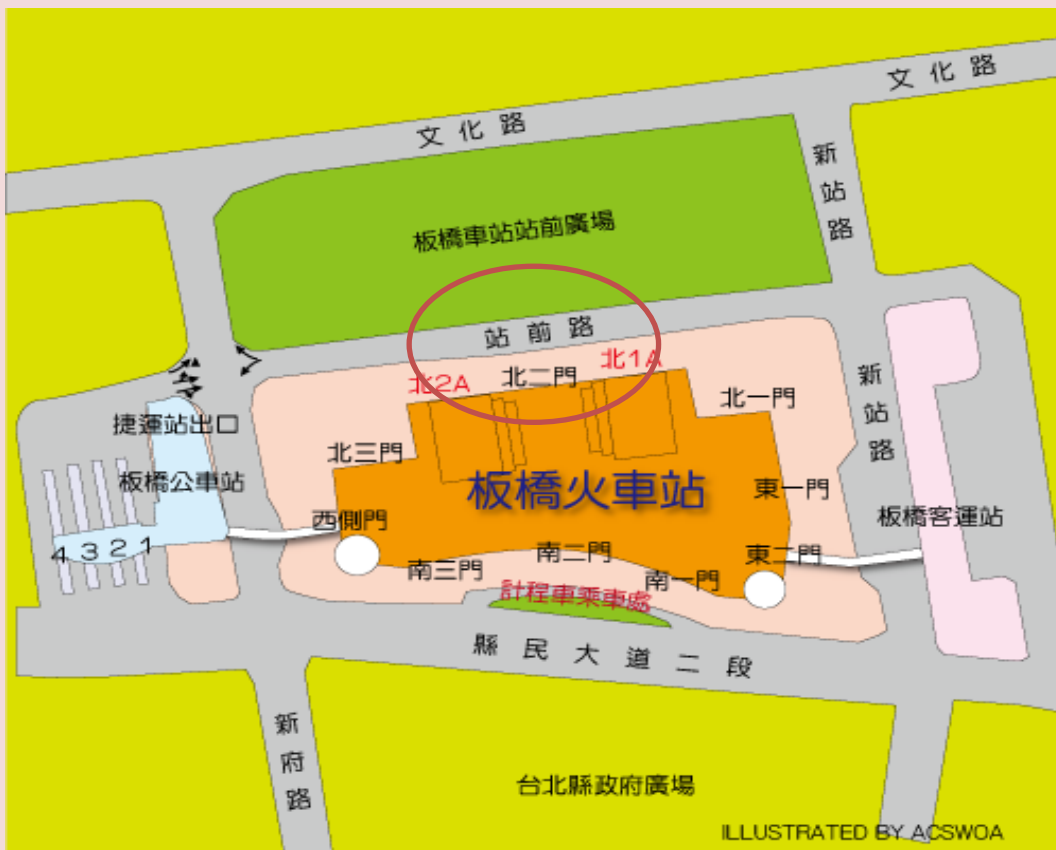 文化路
文化路
新站路
板橋車站站前廣場
站前路
北1A
北2A
北二門
北一門
新站路
捷運站出口
北三門
板橋公車站
板橋火車站
東一門
板橋客運站
西側門
4 3 2 1
南二門
東二門
南三門
南一門
計程車乘車處
縣民大道二段
新府路
台北縣政府廣場
ILLUSTRATED BY ACSWOA